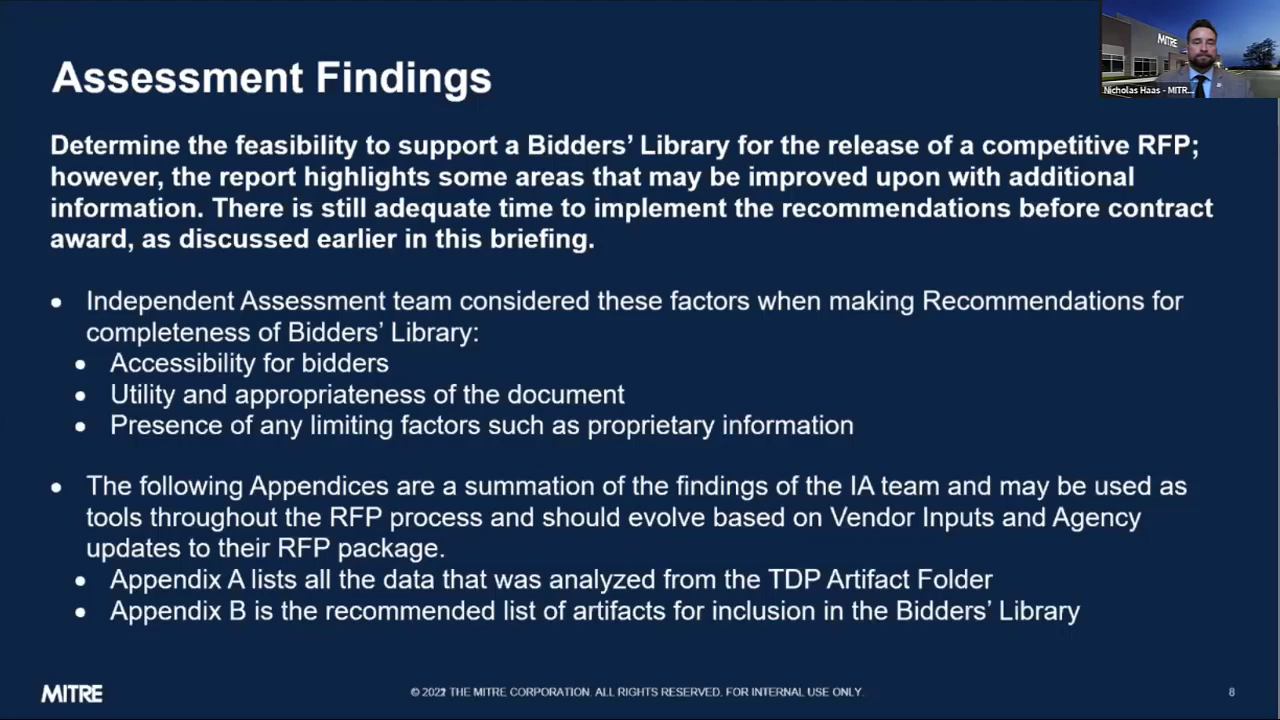 MITRE
Nicholas Haas - MITR...
Assessment Findings
Determine the feasibility to support a Bidders’ Library for the release of a competitive RFP;
however, the report highlights some areas that may be improved upon with additional
information. There is still adequate time to implement the recommendations before contract
award, as discussed earlier in this briefing.
• Independent Assessment team considered these factors when making Recommendations for
completeness of Bidders’ Library:
• Accessibility for bidders
• Utility and appropriateness of the document
• Presence of any limiting factors such as proprietary information
• The following Appendices are a summation of the findings of the IA team and may be used as
tools throughout the RFP process and should evolve based on Vendor Inputs and Agency
updates to their RFP package.
• Appendix A lists all the data that was analyzed from the TDP Artifact Folder
• Appendix B is the recommended list of artifacts for inclusion in the Bidders’ Library
MITRE
© THE MITRE CORPORATION. ALL RIGHTS RESERVED. FOR INTERNAL USE ONLY.
8